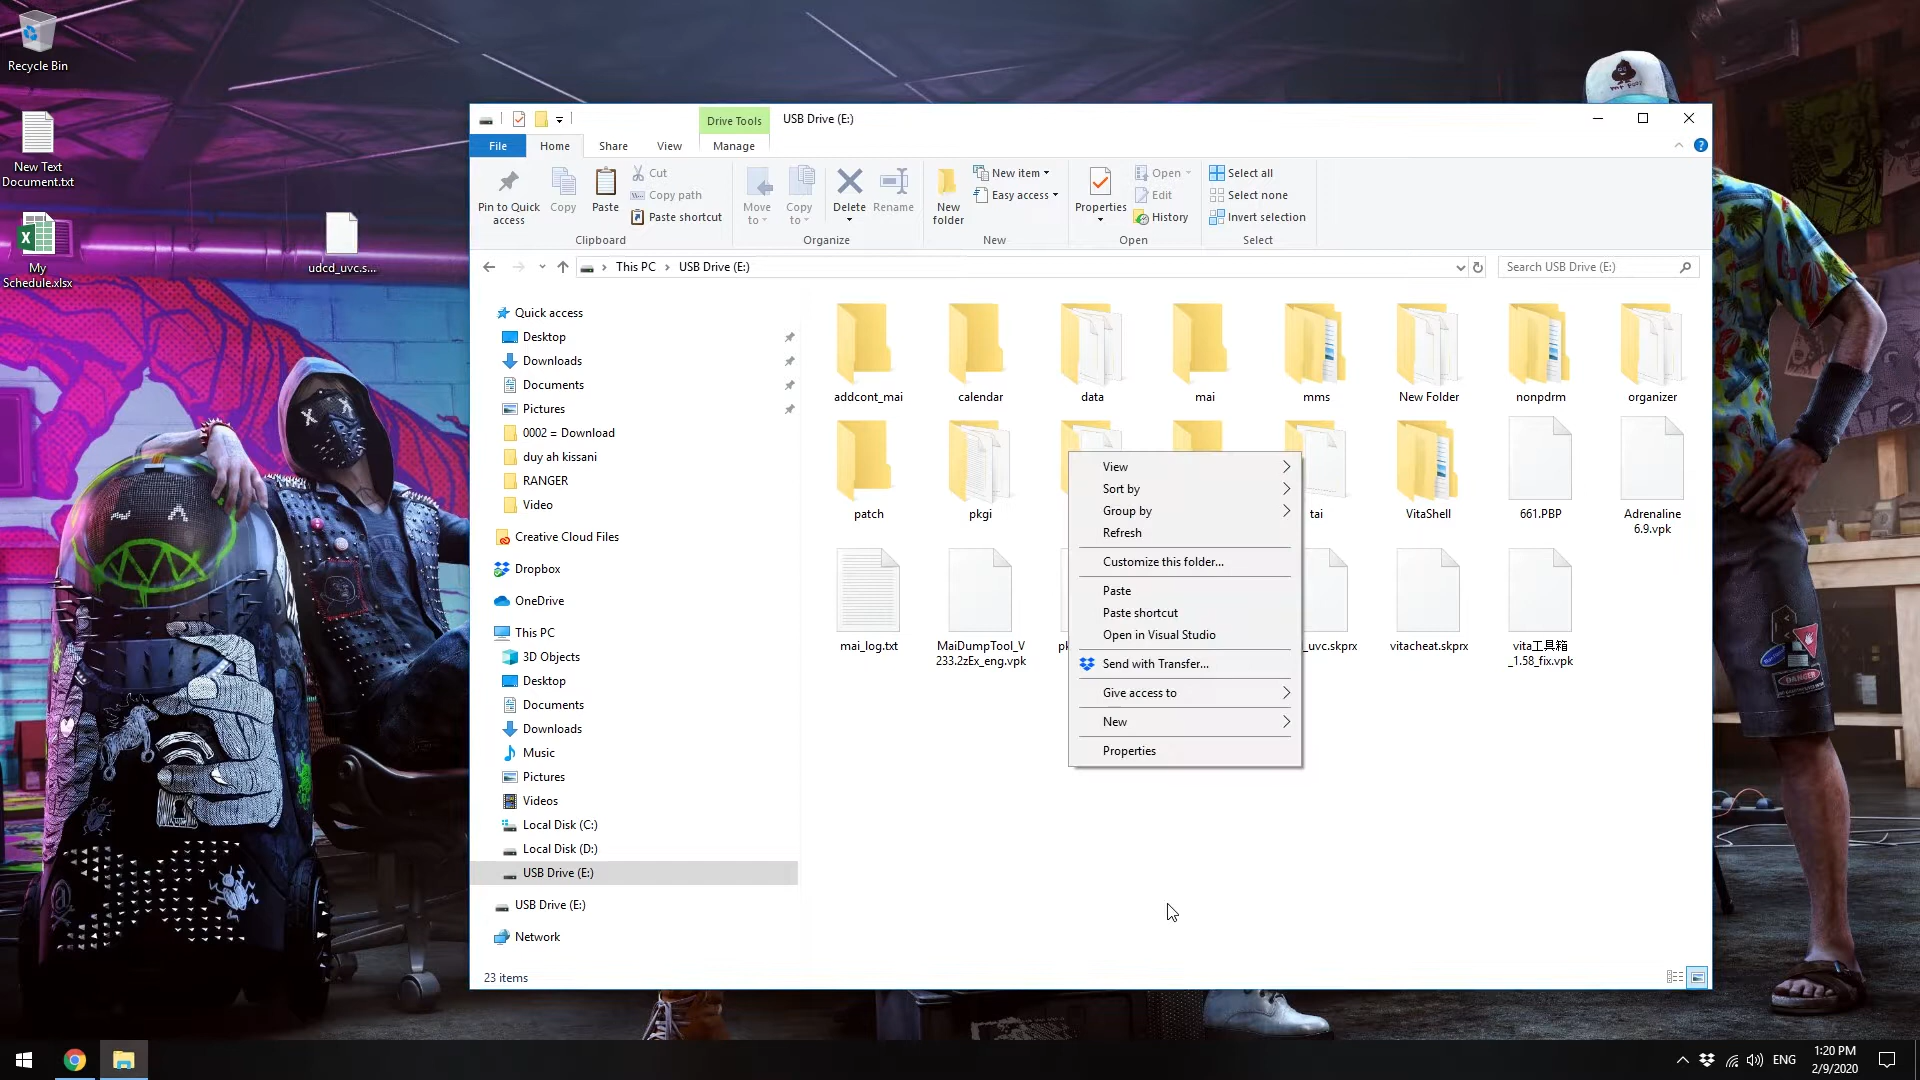 Recycle Bin
New Text
Document.txt
My
Schedule.xlsx
udcd_uvc.s...
Drive Tools
USB Drive (E:)
File
Home
Share
View
Manage
Pin to Quick
access
Copy
Paste
Cut
Copy path
Paste shortcut
Clipboard
Move
to
Copy
to
Delete
Rename
Organize
New
folder
New item
Easy access
New
Properties
Open
Edit
History
Open
Select all
Select none
Invert selection
Select
This PC
USB Drive (E:)
Search USB Drive (E:)
Quick access
Desktop
Downloads
Documents
Pictures
0002 = Download
duy ah kissani
RANGER
Video
Creative Cloud Files
Dropbox
OneDrive
This PC
3D Objects
Desktop
Documents
Downloads
Music
Pictures
Videos
Local Disk (C:)
Local Disk (D:)
USB Drive (E:)
USB Drive (E:)
Network
addcont_mai
calendar
data
mai
mms
New Folder
nonpdrm
organizer
patch
pkgi
tai
VitaShell
661.PBP
Adrenaline
6.9.vpk
mai_log.txt
MaiDumpTool_V
233.2zEx_eng.vpk
pk
_uvc.skprx
vitacheat.skprx
vita工具箱
_1.58_fix.vpk
View
Sort by
Group by
Refresh
Customize this folder...
Paste
Paste shortcut
Open in Visual Studio
Send with Transfer...
Give access to
New
Properties
23 items
ENG
1:20 PM
2/9/2020